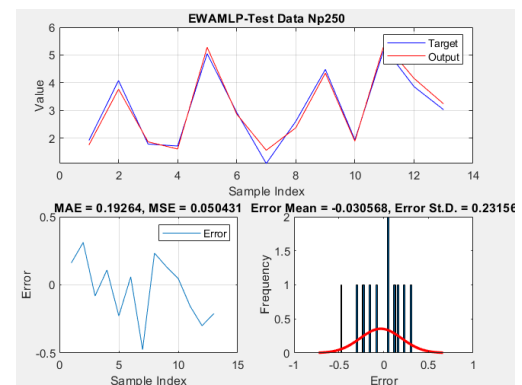 EWAMLP-Test Data Np250
6
5
4
3
2
Value
Target
Output
0
2
4
6
8
10
12
14
Sample Index
MAE = 0.19264, MSE = 0.050431
0.5
0
-0.5
Error
Error
0
5
10
15
Sample Index
Error Mean = -0.030568, Error St.D. = 0.23156
2
1.5
1
0.5
0
Frequency
-1
-0.5
0
0.5
1
Error